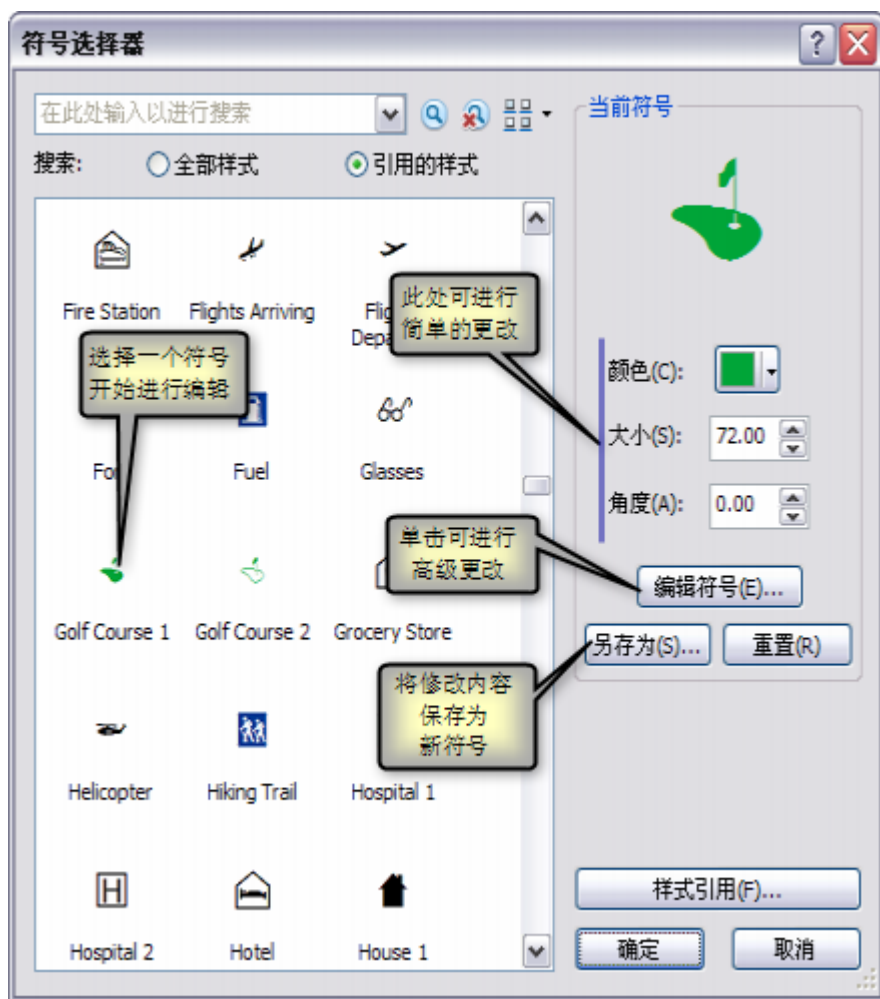 符号选择器
在此处输入以进行搜索
搜索:
全部样式
引用的样式
Fire Station
Flights Arriving
此处可进行
简单的更改
选择一个符号
开始进行编辑
Fuel
Glasses
Golf Course 1
Golf Course 2
Grocery Store
单击可进行
高级更改
将修改内容
保存为
新符号
Helicopter
Hiking Trail
Hospital 1
H
Hospital 2
Hotel
House 1
当前符号
颜色(C):
大小(S):
72.00
角度(A):
0.00
编辑符号(E)...
另存为(S)...
重置(R)
样式引用(F)...
确定
取消